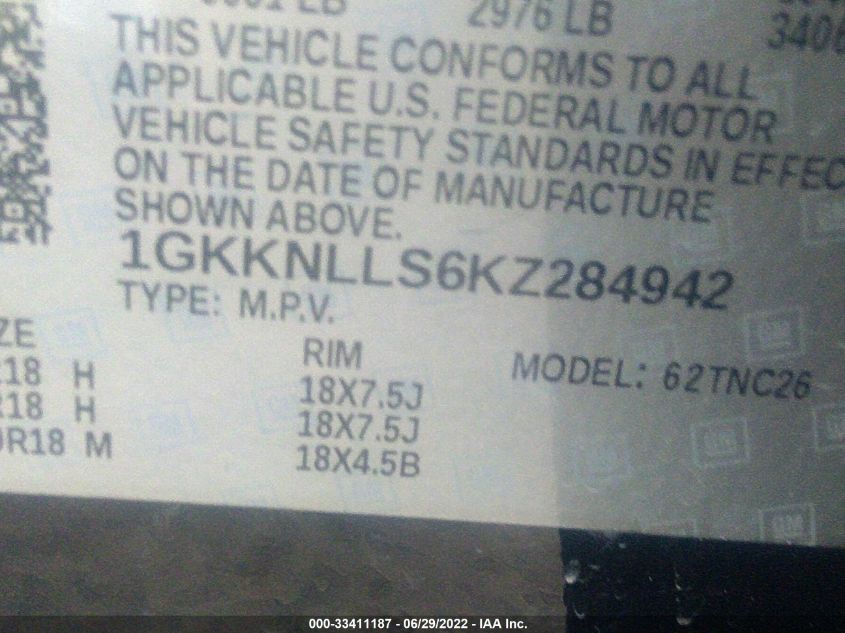 2976 LB
THIS VEHICLE CONFORMS TO ALL
APPLICABLE U.S. FEDERAL MOTOR
VEHICLE SAFETY STANDARDS IN EFFEC
ON THE DATE OF MANUFACTURE
SHOWN ABOVE.
1GKKNLLS6KZ284942
TYPE: M.P.V.
ZE RIM MODEL: 62TNC26
18 H 18X7.5J
R18 H 18X7.5J
R18 M 18X4.5B
000-33411187 - 06/29/2022 - IAA Inc.